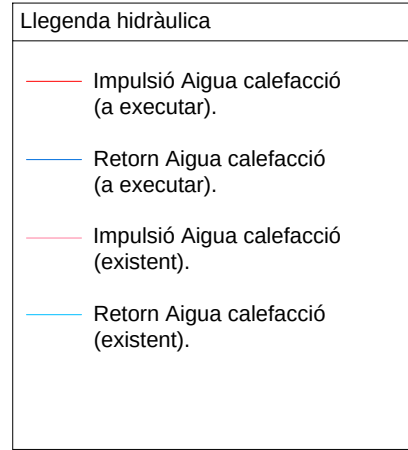 Llegenda hidràulica
Impulsió Aigua calefacció
(a executar).
Retorn Aigua calefacció
(a executar).
Impulsió Aigua calefacció
(existent).
Retorn Aigua calefacció
(existent).